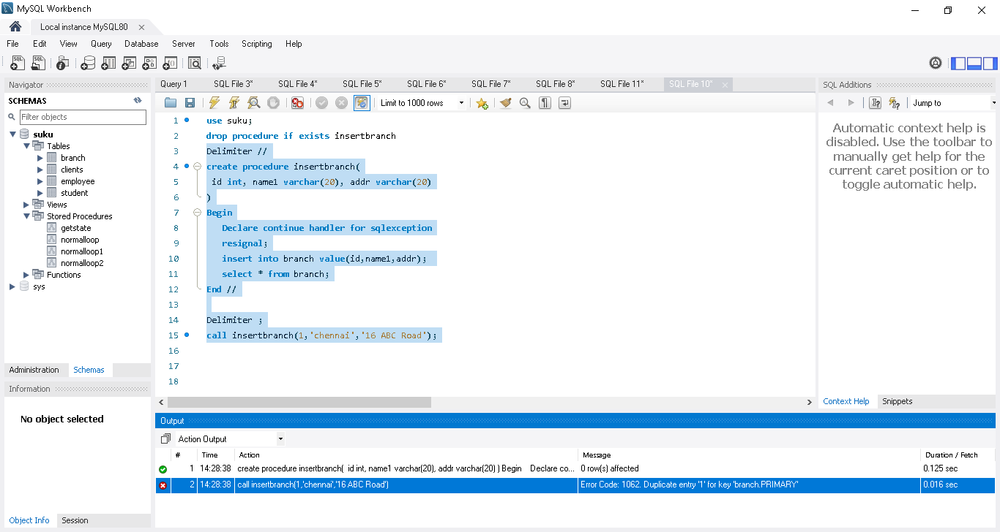 MySQL Workbench
Local instance MySQL80
File Edit View Query Database Server Tools Scripting Help
Navigator
SCHEMAS
Filter objects
suku
Tables
branch
clients
employee
student
Views
Stored Procedures
getstate
normalloop
normalloop1
normalloop2
Functions
sys
Administration Schemas
Information
No object selected
Object Info Session
Query 1 SQL File 3* SQL File 4* SQL File 5* SQL File 6* SQL File 7* SQL File 8* SQL File 11* SQL File 10*
Limit to 1000 rows
1 use suku;
2 drop procedure if exists insertbranch
3 Delimiter //
4 create procedure insertbranch(
5 id int, name1 varchar(20), addr varchar(20)
6 )
7 Begin
8 Declare continue handler for sqlexception
9 resignal;
10 insert into branch value(id,name1,addr);
11 select * from branch;
12 End //
13
14 Delimiter ;
15 call insertbranch(1,'chennai','16 ABC Road');
16
17
18
SQL Additions
Jump to
Automatic context help is
disabled. Use the toolbar to
manually get help for the
current caret position or to
toggle automatic help.
Context Help Snippets
Output
Action Output
# Time Action Message Duration / Fetch
1 14:28:38 create procedure insertbranch( id int, name1 varchar(20), addr varchar(20) ) Begin Declare co... 0 row(s) affected 0.125 sec
2 14:28:38 call insertbranch(1,'chennai','16 ABC Road') Error Code: 1062. Duplicate entry '1' for key 'branch.PRIMARY' 0.016 sec